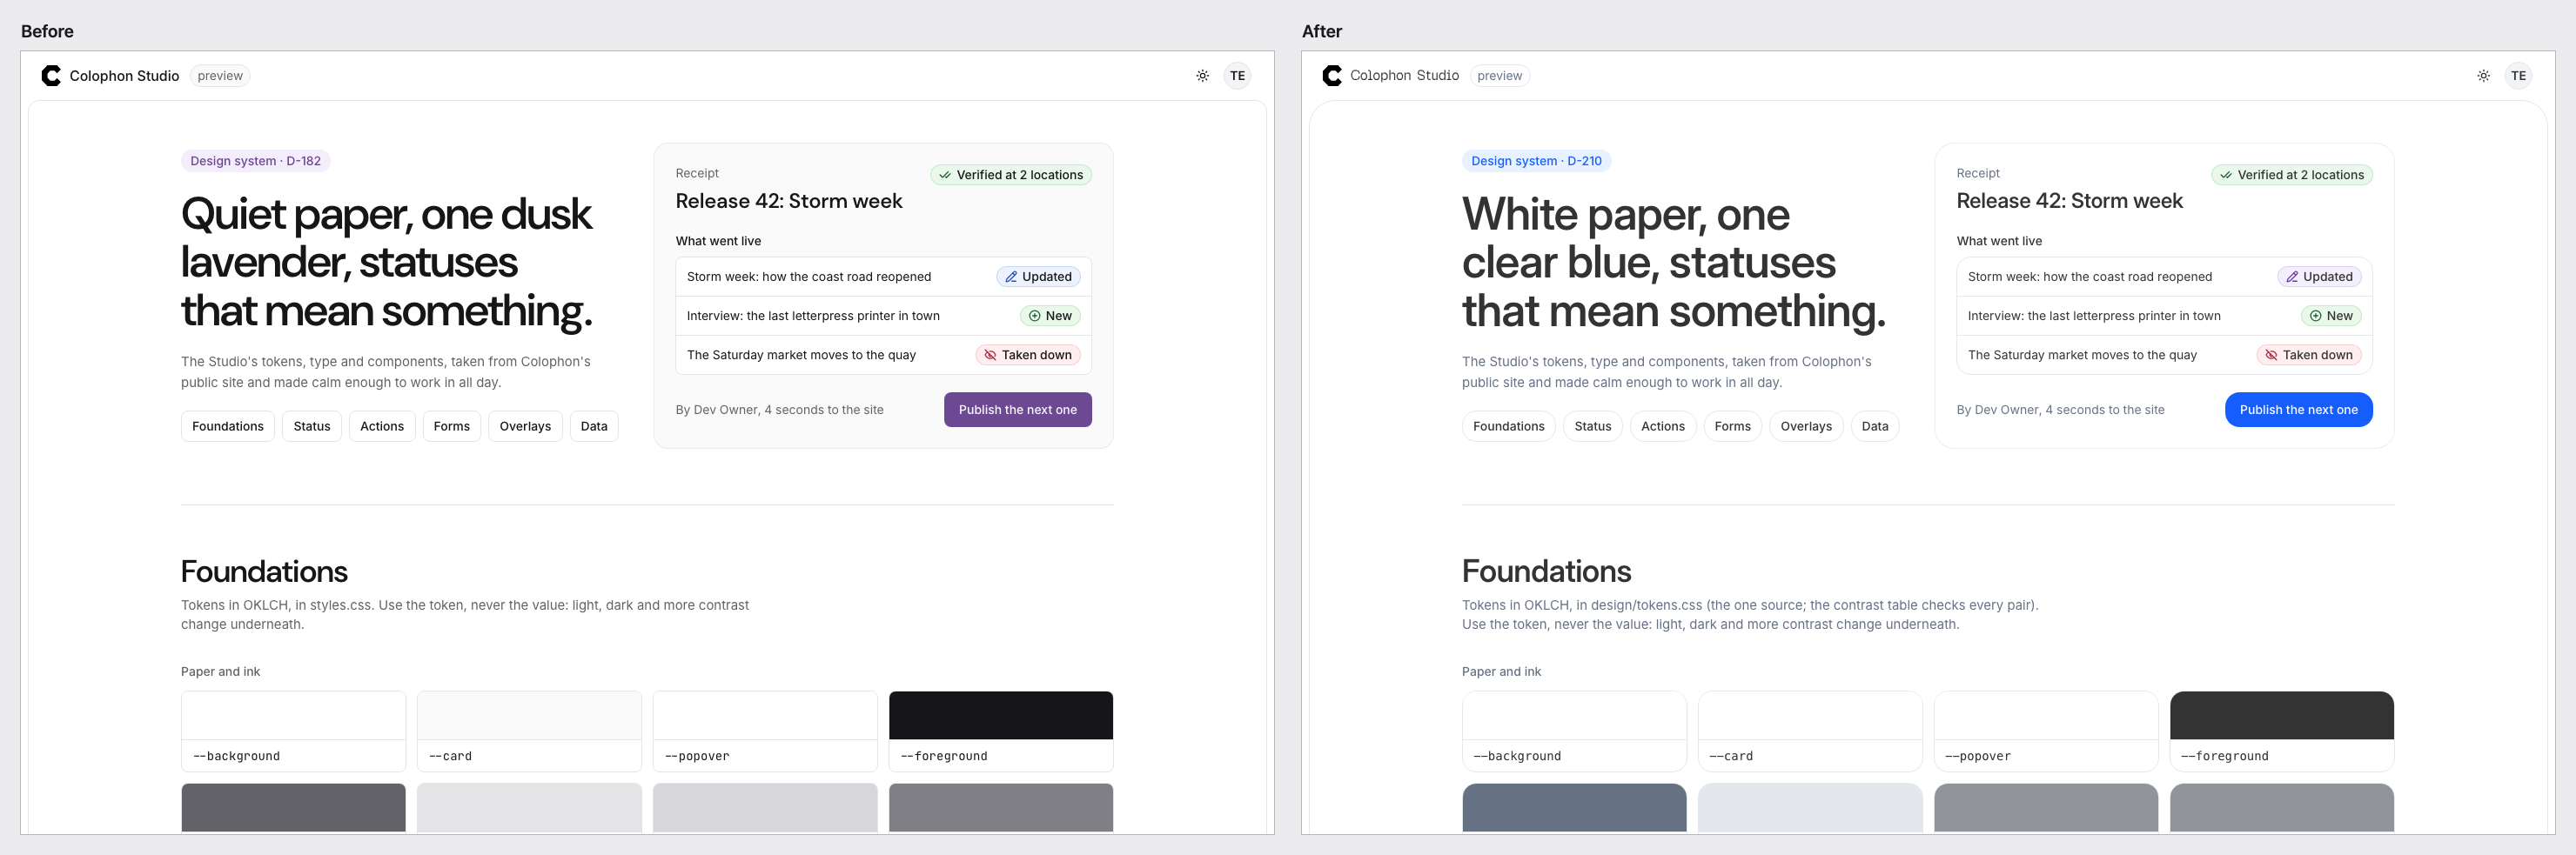 Before
Colophon Studio
preview
TE
Design system · D-182
Quiet paper, one dusk
lavender, statuses
that mean something.
The Studio's tokens, type and components, taken from Colophon's
public site and made calm enough to work in all day.
Foundations
Status
Actions
Forms
Overlays
Data
Receipt
Verified at 2 locations
Release 42: Storm week
What went live
Storm week: how the coast road reopened
Updated
Interview: the last letterpress printer in town
New
The Saturday market moves to the quay
Taken down
By Dev Owner, 4 seconds to the site
Publish the next one
Foundations
Tokens in OKLCH, in styles.css. Use the token, never the value: light, dark and more contrast
change underneath.
Paper and ink
--background
--card
--popover
--foreground
After
Colophon Studio
preview
TE
Design system · D-210
White paper, one
clear blue, statuses
that mean something.
The Studio's tokens, type and components, taken from Colophon's
public site and made calm enough to work in all day.
Foundations
Status
Actions
Forms
Overlays
Data
Receipt
Verified at 2 locations
Release 42: Storm week
What went live
Storm week: how the coast road reopened
Updated
Interview: the last letterpress printer in town
New
The Saturday market moves to the quay
Taken down
By Dev Owner, 4 seconds to the site
Publish the next one
Foundations
Tokens in OKLCH, in design/tokens.css (the one source; the contrast table checks every pair).
Use the token, never the value: light, dark and more contrast change underneath.
Paper and ink
--background
--card
--popover
--foreground